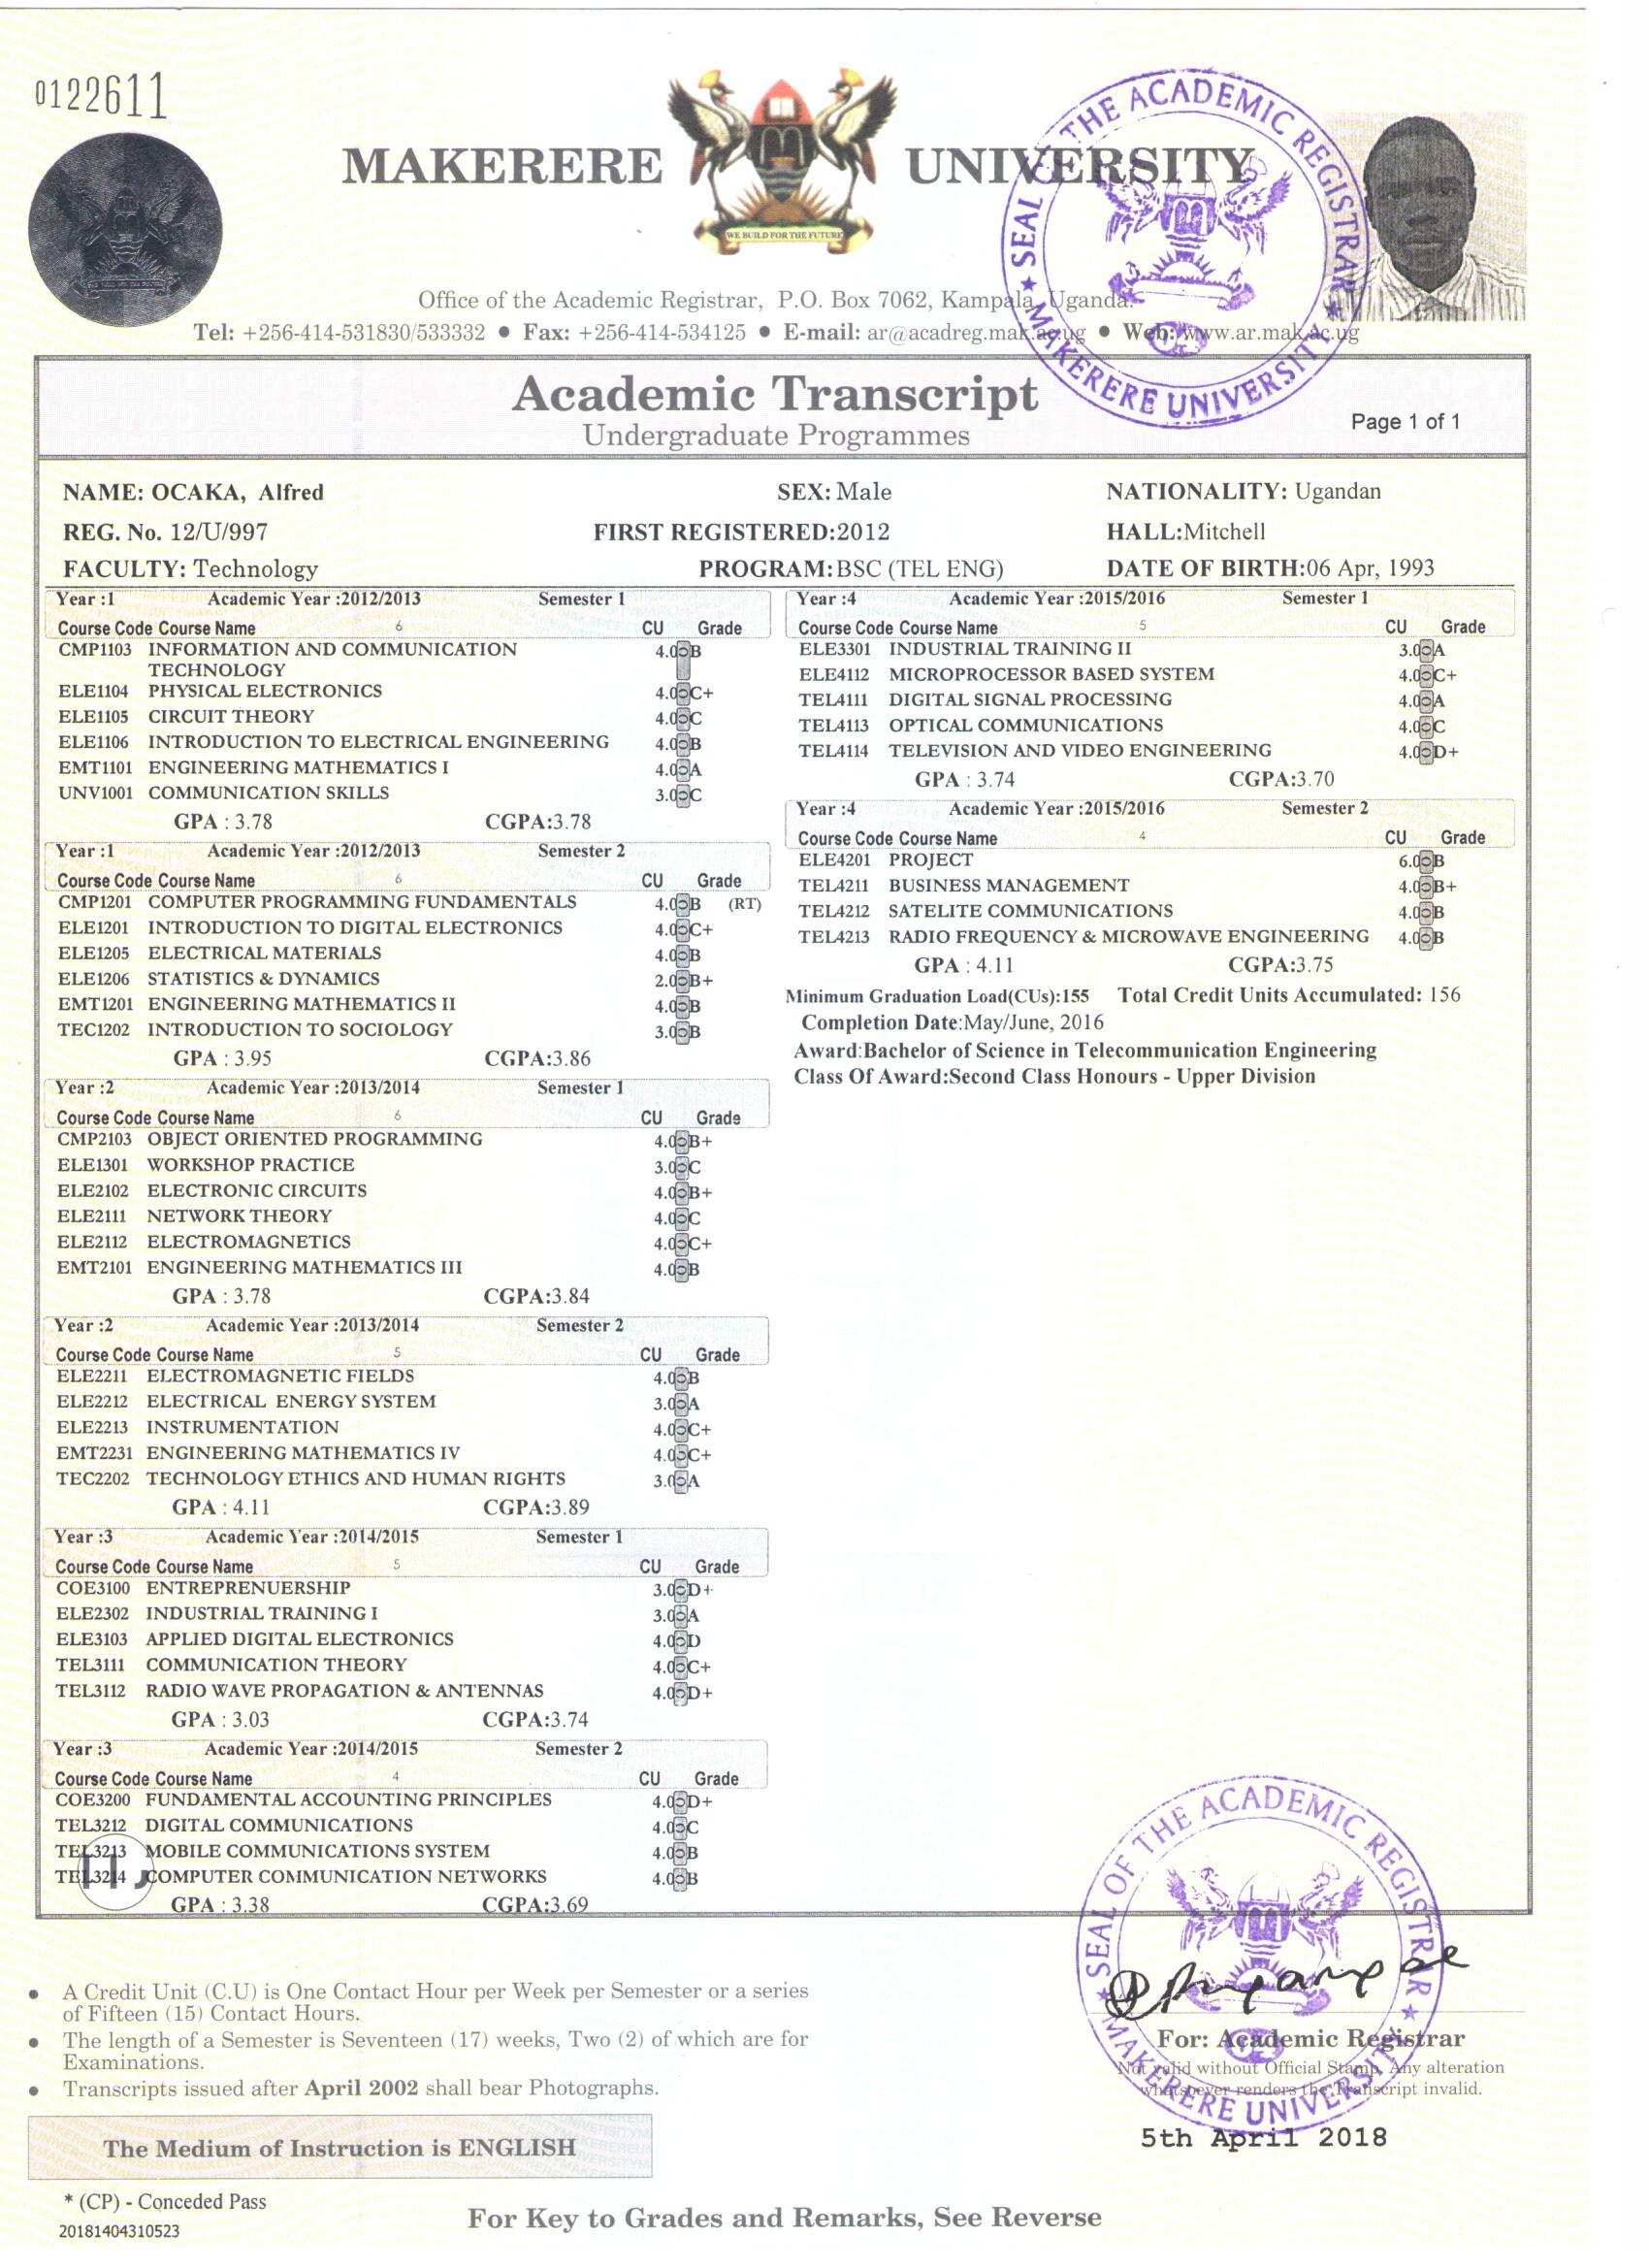 0122611
MAKERERE UNIVERSITY
WE BUILD FOR THE FUTURE
SEAL OF THE ACADEMIC REGISTRAR ★ MAKERERE UNIVERSITY ★
Office of the Academic Registrar, P.O. Box 7062, Kampala, Uganda.
Tel: +256-414-531830/533332 ● Fax: +256-414-534125 ● E-mail: ar@acadreg.mak.ac.ug ● Web: www.ar.mak.ac.ug
Academic Transcript
Undergraduate Programmes
Page 1 of 1
NAME: OCAKA, Alfred SEX: Male NATIONALITY: Ugandan
REG. No. 12/U/997 FIRST REGISTERED:2012 HALL:Mitchell
FACULTY: Technology PROGRAM:BSC (TEL ENG) DATE OF BIRTH:06 Apr, 1993
Year :1 Academic Year :2012/2013 Semester 1
Course Code Course Name 6 CU Grade
CMP1103 INFORMATION AND COMMUNICATION 4.0 B
TECHNOLOGY
ELE1104 PHYSICAL ELECTRONICS 4.0 C+
ELE1105 CIRCUIT THEORY 4.0 C
ELE1106 INTRODUCTION TO ELECTRICAL ENGINEERING 4.0 B
EMT1101 ENGINEERING MATHEMATICS I 4.0 A
UNV1001 COMMUNICATION SKILLS 3.0 C
GPA : 3.78 CGPA:3.78
Year :1 Academic Year :2012/2013 Semester 2
Course Code Course Name 6 CU Grade
CMP1201 COMPUTER PROGRAMMING FUNDAMENTALS 4.0 B (RT)
ELE1201 INTRODUCTION TO DIGITAL ELECTRONICS 4.0 C+
ELE1205 ELECTRICAL MATERIALS 4.0 B
ELE1206 STATISTICS & DYNAMICS 2.0 B+
EMT1201 ENGINEERING MATHEMATICS II 4.0 B
TEC1202 INTRODUCTION TO SOCIOLOGY 3.0 B
GPA : 3.95 CGPA:3.86
Year :2 Academic Year :2013/2014 Semester 1
Course Code Course Name 6 CU Grade
CMP2103 OBJECT ORIENTED PROGRAMMING 4.0 B+
ELE1301 WORKSHOP PRACTICE 3.0 C
ELE2102 ELECTRONIC CIRCUITS 4.0 B+
ELE2111 NETWORK THEORY 4.0 C
ELE2112 ELECTROMAGNETICS 4.0 C+
EMT2101 ENGINEERING MATHEMATICS III 4.0 B
GPA : 3.78 CGPA:3.84
Year :2 Academic Year :2013/2014 Semester 2
Course Code Course Name 5 CU Grade
ELE2211 ELECTROMAGNETIC FIELDS 4.0 B
ELE2212 ELECTRICAL ENERGY SYSTEM 3.0 A
ELE2213 INSTRUMENTATION 4.0 C+
EMT2231 ENGINEERING MATHEMATICS IV 4.0 C+
TEC2202 TECHNOLOGY ETHICS AND HUMAN RIGHTS 3.0 A
GPA : 4.11 CGPA:3.89
Year :3 Academic Year :2014/2015 Semester 1
Course Code Course Name 5 CU Grade
COE3100 ENTREPRENUERSHIP 3.0 D+
ELE2302 INDUSTRIAL TRAINING I 3.0 A
ELE3103 APPLIED DIGITAL ELECTRONICS 4.0 D
TEL3111 COMMUNICATION THEORY 4.0 C+
TEL3112 RADIO WAVE PROPAGATION & ANTENNAS 4.0 D+
GPA : 3.03 CGPA:3.74
Year :3 Academic Year :2014/2015 Semester 2
Course Code Course Name 4 CU Grade
COE3200 FUNDAMENTAL ACCOUNTING PRINCIPLES 4.0 D+
TEL3212 DIGITAL COMMUNICATIONS 4.0 C
TEL3213 MOBILE COMMUNICATIONS SYSTEM 4.0 B
TEL3214 COMPUTER COMMUNICATION NETWORKS 4.0 B
GPA : 3.38 CGPA:3.69
Year :4 Academic Year :2015/2016 Semester 1
Course Code Course Name 5 CU Grade
ELE3301 INDUSTRIAL TRAINING II 3.0 A
ELE4112 MICROPROCESSOR BASED SYSTEM 4.0 C+
TEL4111 DIGITAL SIGNAL PROCESSING 4.0 A
TEL4113 OPTICAL COMMUNICATIONS 4.0 C
TEL4114 TELEVISION AND VIDEO ENGINEERING 4.0 D+
GPA : 3.74 CGPA:3.70
Year :4 Academic Year :2015/2016 Semester 2
Course Code Course Name 4 CU Grade
ELE4201 PROJECT 6.0 B
TEL4211 BUSINESS MANAGEMENT 4.0 B+
TEL4212 SATELITE COMMUNICATIONS 4.0 B
TEL4213 RADIO FREQUENCY & MICROWAVE ENGINEERING 4.0 B
GPA : 4.11 CGPA:3.75
Minimum Graduation Load(CUs):155 Total Credit Units Accumulated: 156
Completion Date:May/June, 2016
Award:Bachelor of Science in Telecommunication Engineering
Class Of Award:Second Class Honours - Upper Division
● A Credit Unit (C.U) is One Contact Hour per Week per Semester or a series
of Fifteen (15) Contact Hours.
● The length of a Semester is Seventeen (17) weeks, Two (2) of which are for
Examinations.
● Transcripts issued after April 2002 shall bear Photographs.
SEAL OF THE ACADEMIC REGISTRAR ★ MAKERERE UNIVERSITY ★
For: Academic Registrar
Not valid without Official Stamp. Any alteration
whatsoever renders the Transcript invalid.
5th April 2018
The Medium of Instruction is ENGLISH
* (CP) - Conceded Pass
20181404310523
For Key to Grades and Remarks, See Reverse